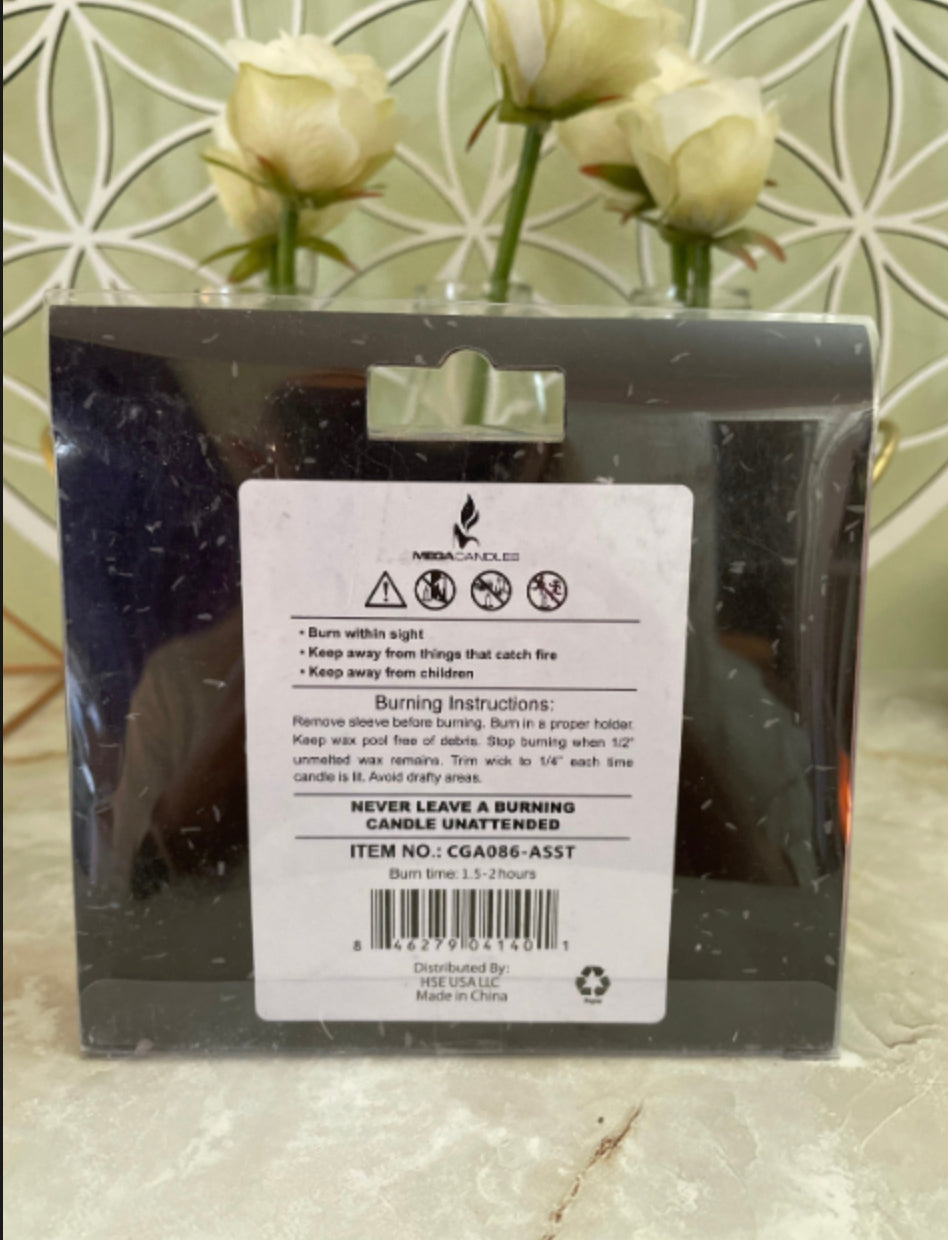 MEGACANDLES
• Burn within sight
• Keep away from things that catch fire
• Keep away from children
Burning Instructions:
Remove sleeve before burning. Burn in a proper holder.
Keep wax pool free of debris. Stop burning when 1/2"
unmelted wax remains. Trim wick to 1/4" each time
candle is lit. Avoid drafty areas.
NEVER LEAVE A BURNING
CANDLE UNATTENDED
ITEM NO.: CGA086-ASST
Burn time: 1.5-2hours
8 46279 04140 1
Distributed By:
HSE USA LLC
Made in China